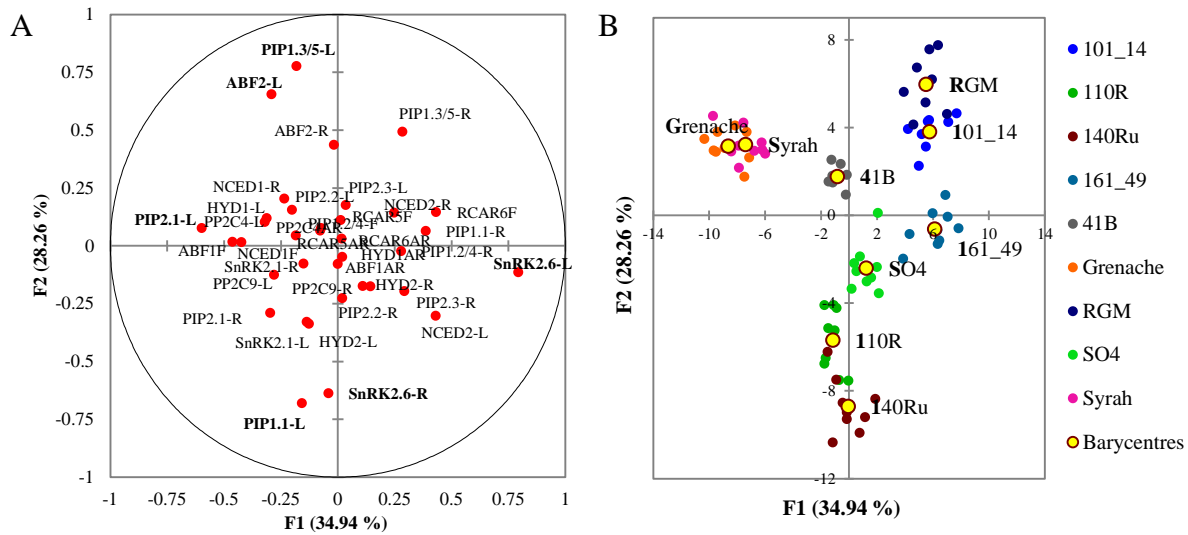 A
1
0.75
0.5
0.25
0
-0.25
-0.5
-0.75
-1
-1
-0.75
-0.5
-0.25
0
0.25
0.5
0.75
1
F2 (28.26 %)
F1 (34.94 %)
PIP1.3/5-L
ABF2-L
PIP1.3/5-R
ABF2-R
NCED1-R
PIP2.3-L
PIP2.2-L
NCED2-R
HYD1-L
RCAR5F
RCAR6F
PIP2.1-L
PP2C4-L
PP2C4AR
PIP1.2/4-F
PIP1.1-R
ABF1F
NCED1F
RCAR5AR
RCAR6AR
HYD1AR
PIP1.2/4-R
SnRK2.6-L
SnRK2.1-R
ABF1AR
PP2C9-L
PP2C9-R
HYD2-R
PIP2.3-R
PIP2.1-R
PIP2.2-R
NCED2-L
SnRK2.1-L
HYD2-L
SnRK2.6-R
PIP1.1-L
B
8
4
0
-4
-8
-12
-14
-10
-6
-2
2
6
10
14
F2 (28.26 %)
F1 (34.94 %)
RGM
101_14
Grenache
Syrah
41B
161_49
SO4
110R
140Ru
101_14
110R
140Ru
161_49
41B
Grenache
RGM
SO4
Syrah
Barycentres